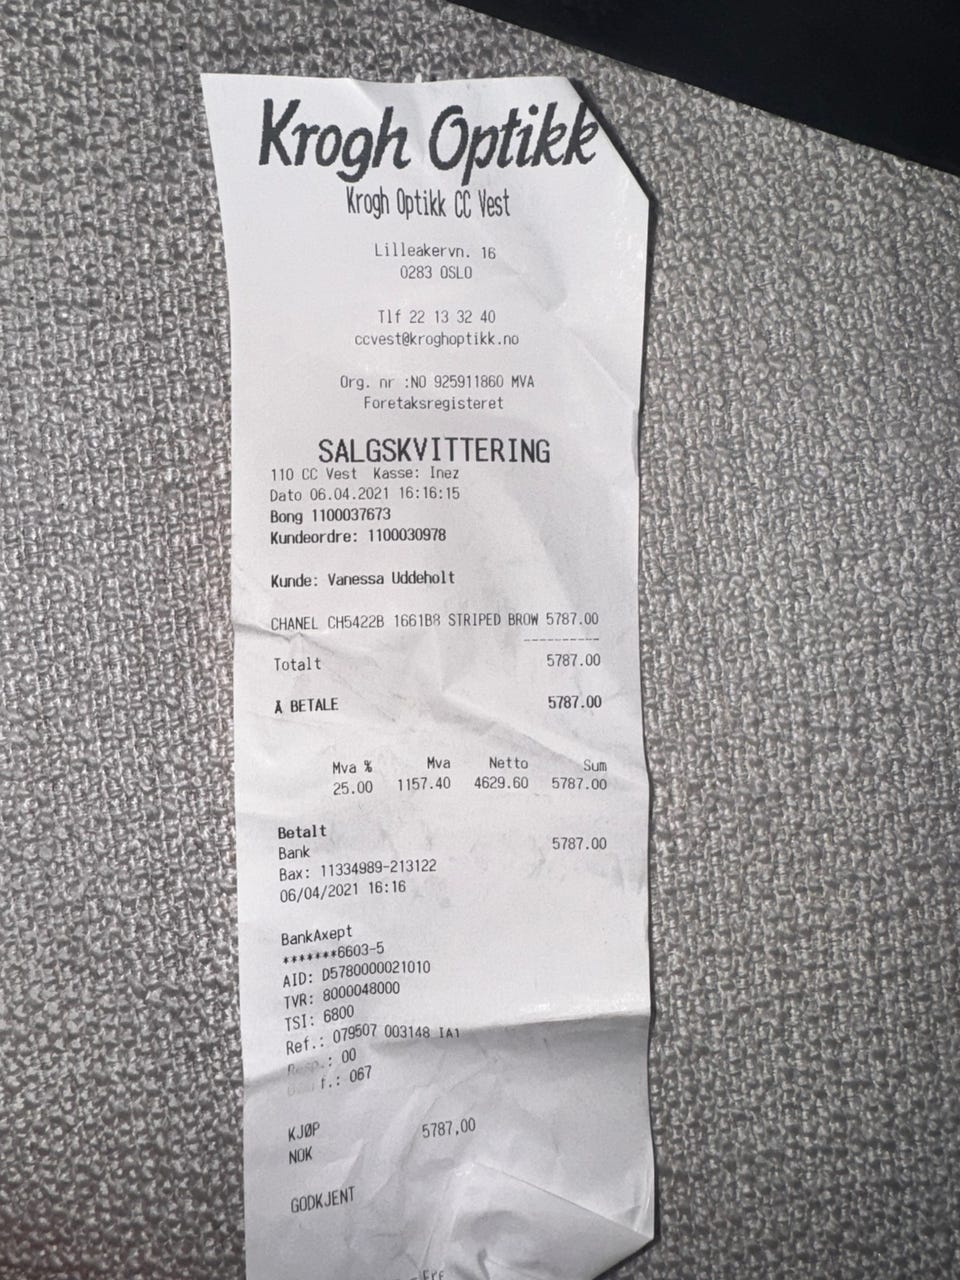 Krogh Optikk
Krogh Optikk CC Vest
Lilleakervn. 16
0283 OSLO
Tlf 22 13 32 40
ccvest@kroghoptikk.no
Org. nr :NO 925911860 MVA
Foretaksregisteret
SALGSKVITTERING
110 CC Vest Kasse: Inez
Dato 06.04.2021 16:16:15
Bong 1100037673
Kundeordre: 1100030978
Kunde: Vanessa Uddeholt
CHANEL CH5422B 1661B8 STRIPED BROW 5787.00
----------
Totalt 5787.00
Å BETALE 5787.00
Mva % Mva Netto Sum
25.00 1157.40 4629.60 5787.00
Betalt
Bank 5787.00
Bax: 11334989-213122
06/04/2021 16:16
BankAxept
*******6603-5
AID: D5780000021010
TVR: 8000048000
TSI: 6800
Ref.: 079507 003148 IA1
Resp.: 00
t.: 067
KJØP 5787,00
NOK
GODKJENT